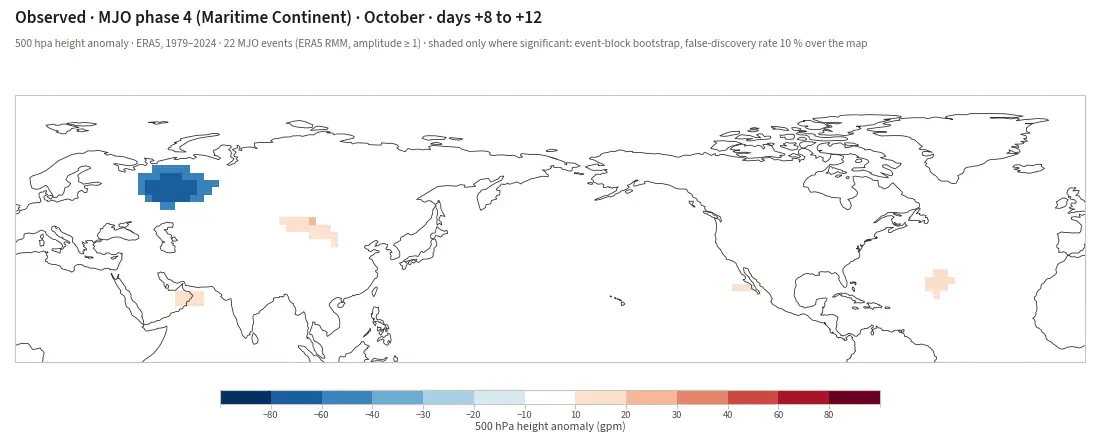 Observed · MJO phase 4 (Maritime Continent) · October · days +8 to +12
500 hpa height anomaly · ERA5, 1979–2024 · 22 MJO events (ERA5 RMM, amplitude ≥ 1) · shaded only where significant: event-block bootstrap, false-discovery rate 10 % over the map
−80 −60 −40 −30 −20 −10 10 20 30 40 60 80
500 hPa height anomaly (gpm)